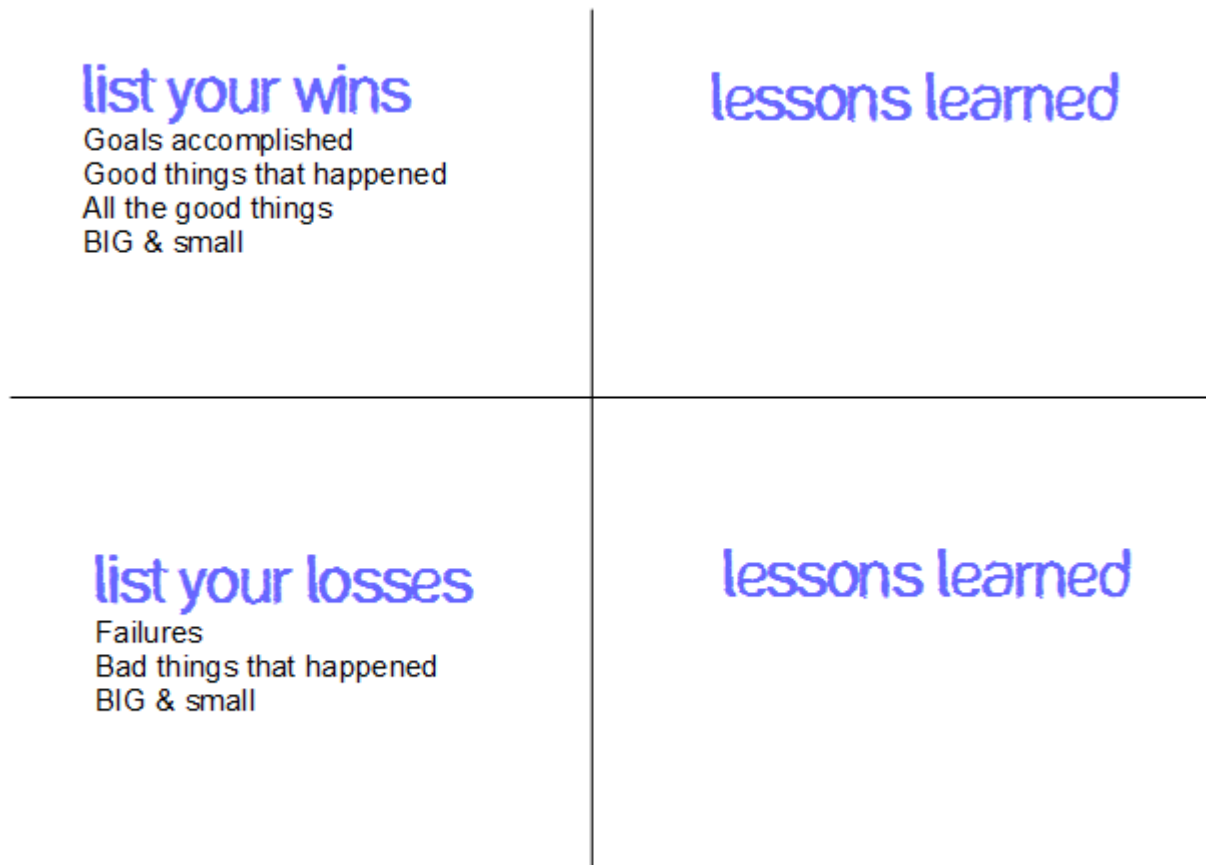 list your wins
Goals accomplished
Good things that happened
All the good things
BIG & small
lessons learned
list your losses
Failures
Bad things that happened
BIG & small
lessons learned